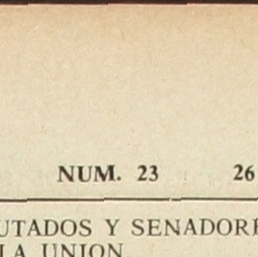 NUM. 23 26
UTADOS Y SENADORE
LA UNION